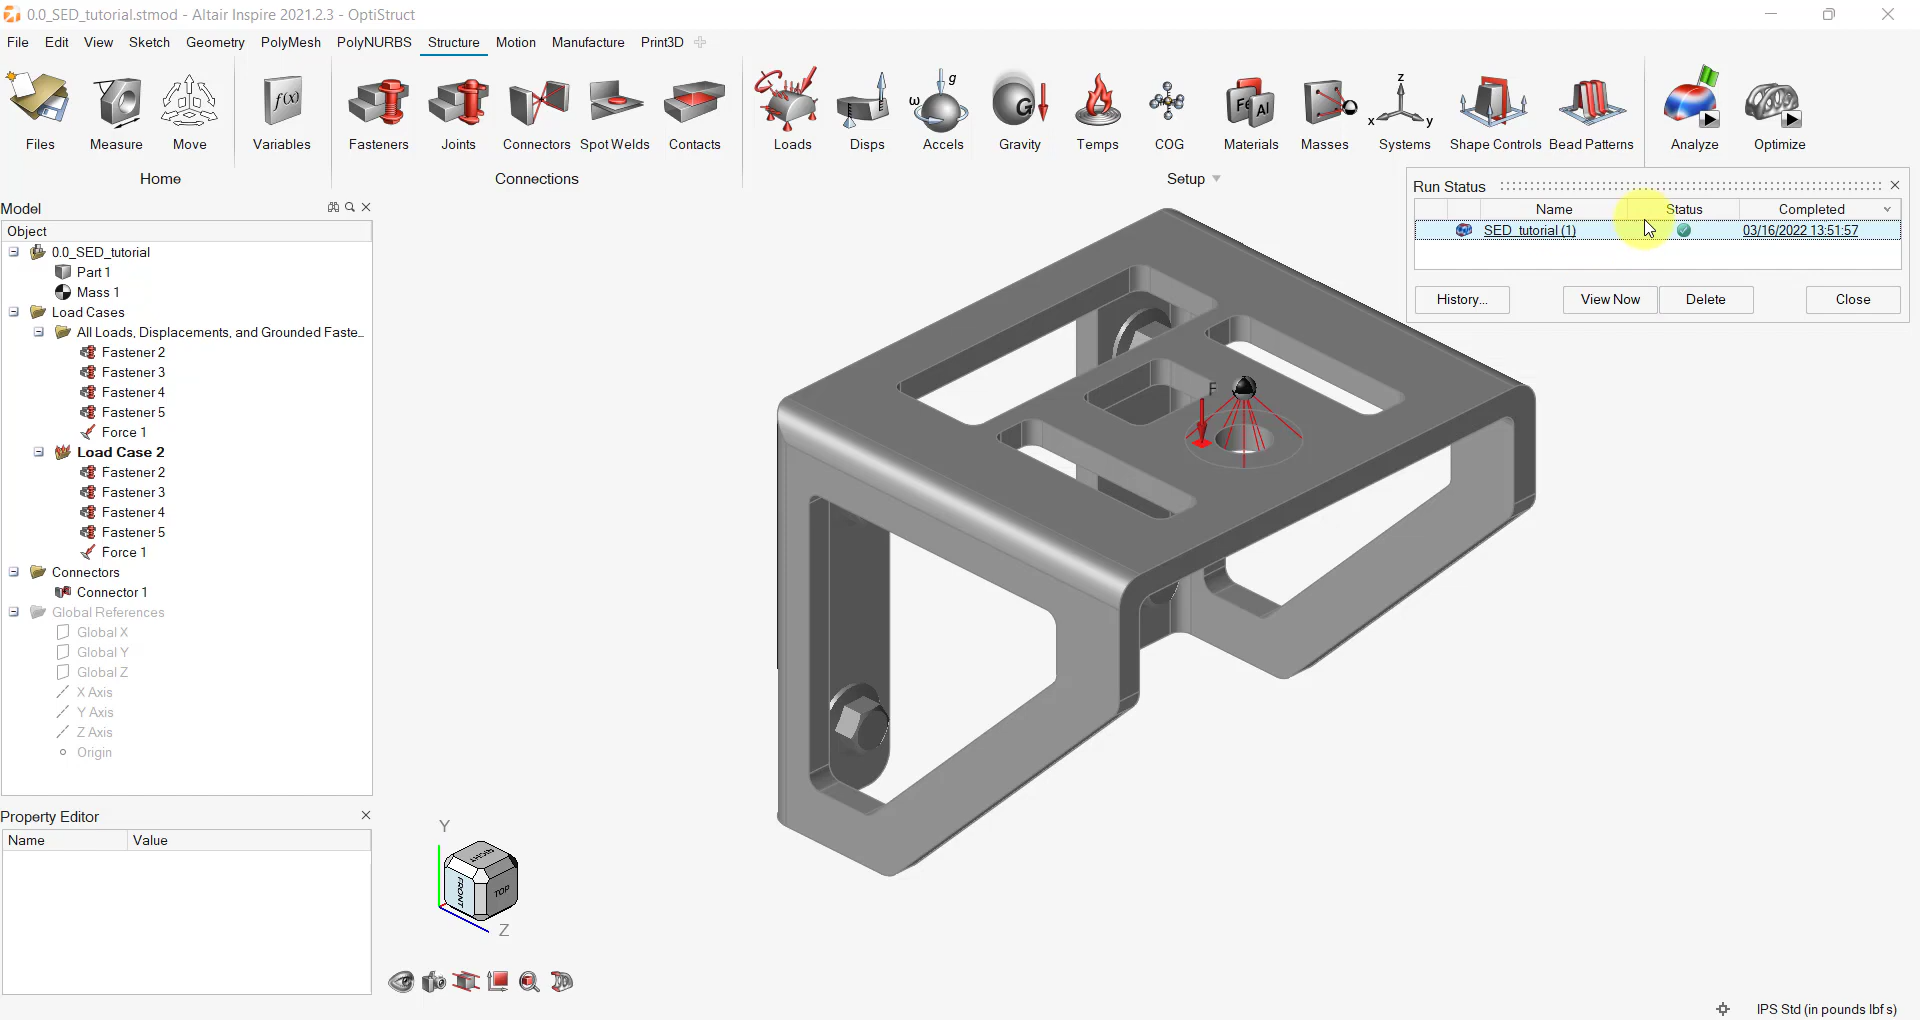 0.0_SED_tutorial.stmod - Altair Inspire 2021.2.3 - OptiStruct
File Edit View Sketch Geometry PolyMesh PolyNURBS Structure Motion Manufacture Print3D
f(x) g ω G Fe Al z x y
Files Measure Move Variables Fasteners Joints Connectors Spot Welds Contacts Loads Disps Accels Gravity Temps COG Materials Masses Systems Shape Controls Bead Patterns Analyze Optimize
Home Connections Setup
Run Status
Name Status Completed
SED_tutorial (1) 03/16/2022 13:51:57
History... View Now Delete Close
Model
Object
0.0_SED_tutorial
Part 1
Mass 1
Load Cases
All Loads, Displacements, and Grounded Faste...
Fastener 2
Fastener 3
Fastener 4
Fastener 5
Force 1
Load Case 2
Fastener 2
Fastener 3
Fastener 4
Fastener 5
Force 1
Connectors
Connector 1
Global References
Global X
Global Y
Global Z
X Axis
Y Axis
Z Axis
Origin
F
Property Editor
Name Value
Y
RIGHT
FRONT TOP
Z
IPS Std (in pounds lbf s)